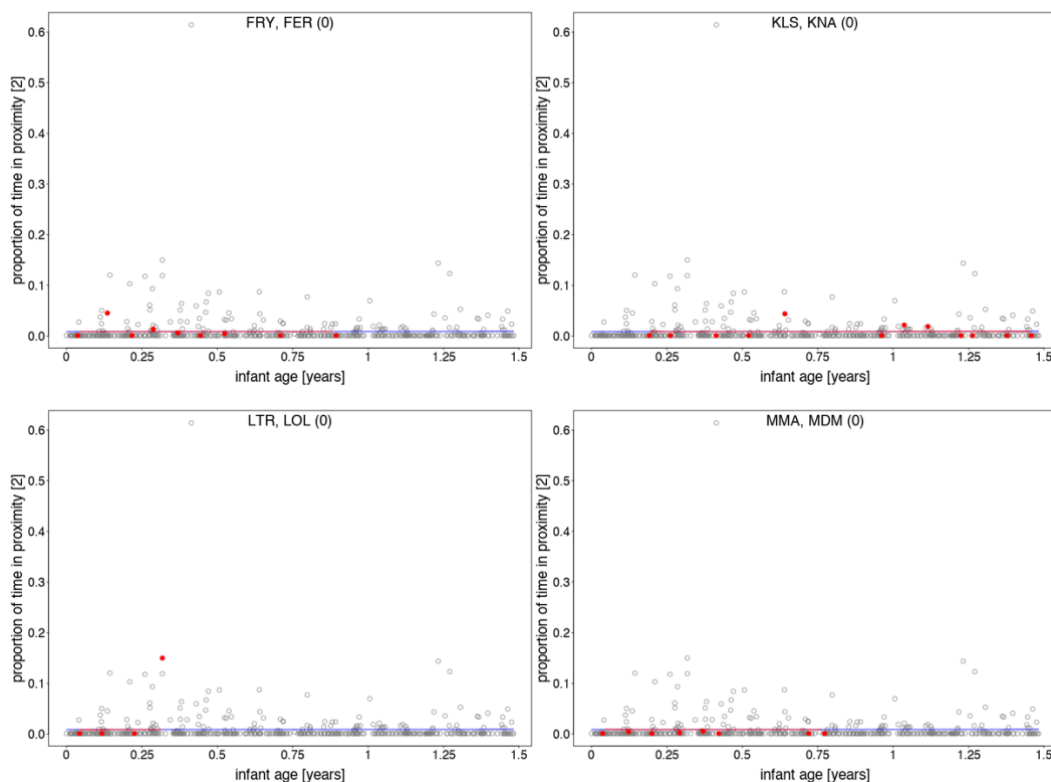 FRY, FER (0)
proportion of time in proximity [2]
0.6
0.5
0.4
0.3
0.2
0.1
0.0
0 0.25 0.5 0.75 1 1.25 1.5
infant age [years]
KLS, KNA (0)
proportion of time in proximity [2]
0.6
0.5
0.4
0.3
0.2
0.1
0.0
0 0.25 0.5 0.75 1 1.25 1.5
infant age [years]
LTR, LOL (0)
proportion of time in proximity [2]
0.6
0.5
0.4
0.3
0.2
0.1
0.0
0 0.25 0.5 0.75 1 1.25 1.5
infant age [years]
MMA, MDM (0)
proportion of time in proximity [2]
0.6
0.5
0.4
0.3
0.2
0.1
0.0
0 0.25 0.5 0.75 1 1.25 1.5
infant age [years]